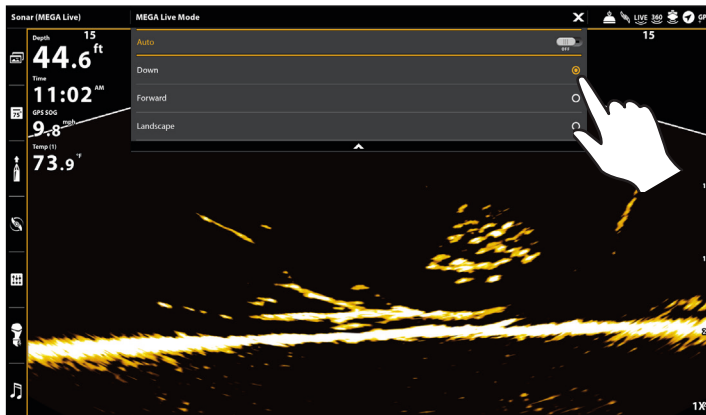 Sonar (MEGA Live)
MEGA Live Mode
LIVE 360
Depth 15
44.6 ft
Time
11:02 AM
GPS SOG
9.8 mph
Temp (1)
73.9 °F
Auto
OFF
Down
Forward
Landscape
15
75°
1X